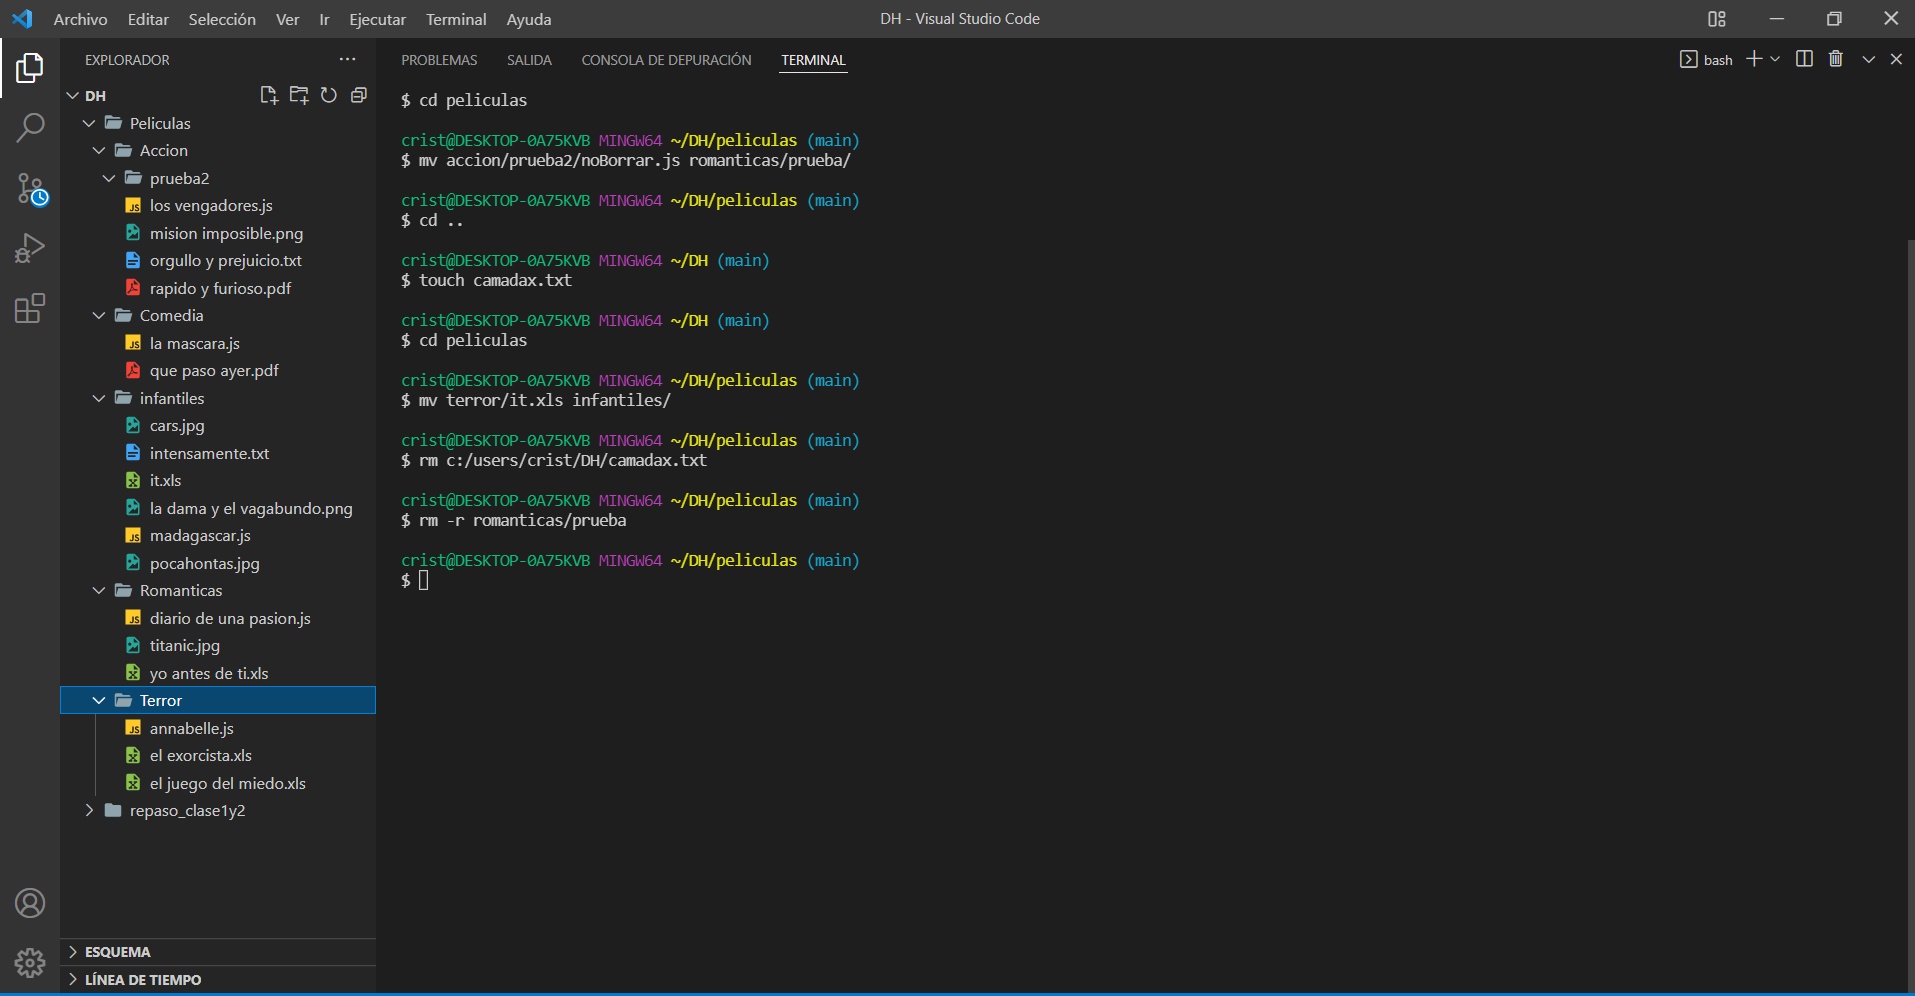 Archivo Editar Selección Ver Ir Ejecutar Terminal Ayuda
DH - Visual Studio Code
EXPLORADOR
DH
Peliculas
Accion
prueba2
los vengadores.js
mision imposible.png
orgullo y prejuicio.txt
rapido y furioso.pdf
Comedia
la mascara.js
que paso ayer.pdf
infantiles
cars.jpg
intensamente.txt
it.xls
la dama y el vagabundo.png
madagascar.js
pocahontas.jpg
Romanticas
diario de una pasion.js
titanic.jpg
yo antes de ti.xls
Terror
annabelle.js
el exorcista.xls
el juego del miedo.xls
repaso_clase1y2
ESQUEMA
LÍNEA DE TIEMPO
PROBLEMAS SALIDA CONSOLA DE DEPURACIÓN TERMINAL
bash
$ cd peliculas
crist@DESKTOP-0A75KVB MINGW64 ~/DH/peliculas (main)
$ mv accion/prueba2/noBorrar.js romanticas/prueba/
crist@DESKTOP-0A75KVB MINGW64 ~/DH/peliculas (main)
$ cd ..
crist@DESKTOP-0A75KVB MINGW64 ~/DH (main)
$ touch camadax.txt
crist@DESKTOP-0A75KVB MINGW64 ~/DH (main)
$ cd peliculas
crist@DESKTOP-0A75KVB MINGW64 ~/DH/peliculas (main)
$ mv terror/it.xls infantiles/
crist@DESKTOP-0A75KVB MINGW64 ~/DH/peliculas (main)
$ rm c:/users/crist/DH/camadax.txt
crist@DESKTOP-0A75KVB MINGW64 ~/DH/peliculas (main)
$ rm -r romanticas/prueba
crist@DESKTOP-0A75KVB MINGW64 ~/DH/peliculas (main)
$